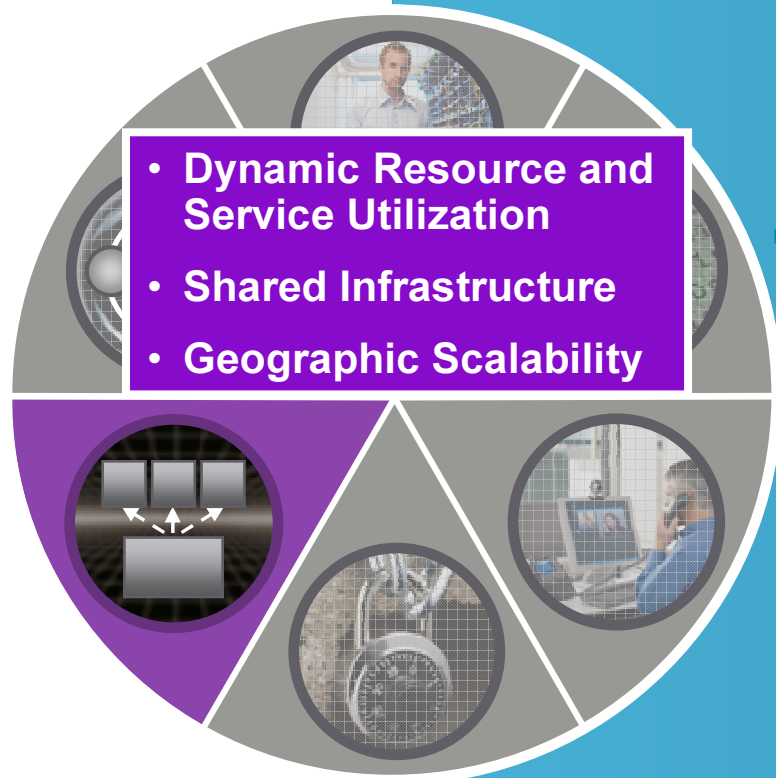 • Dynamic Resource and
Service Utilization
• Shared Infrastructure
• Geographic Scalability